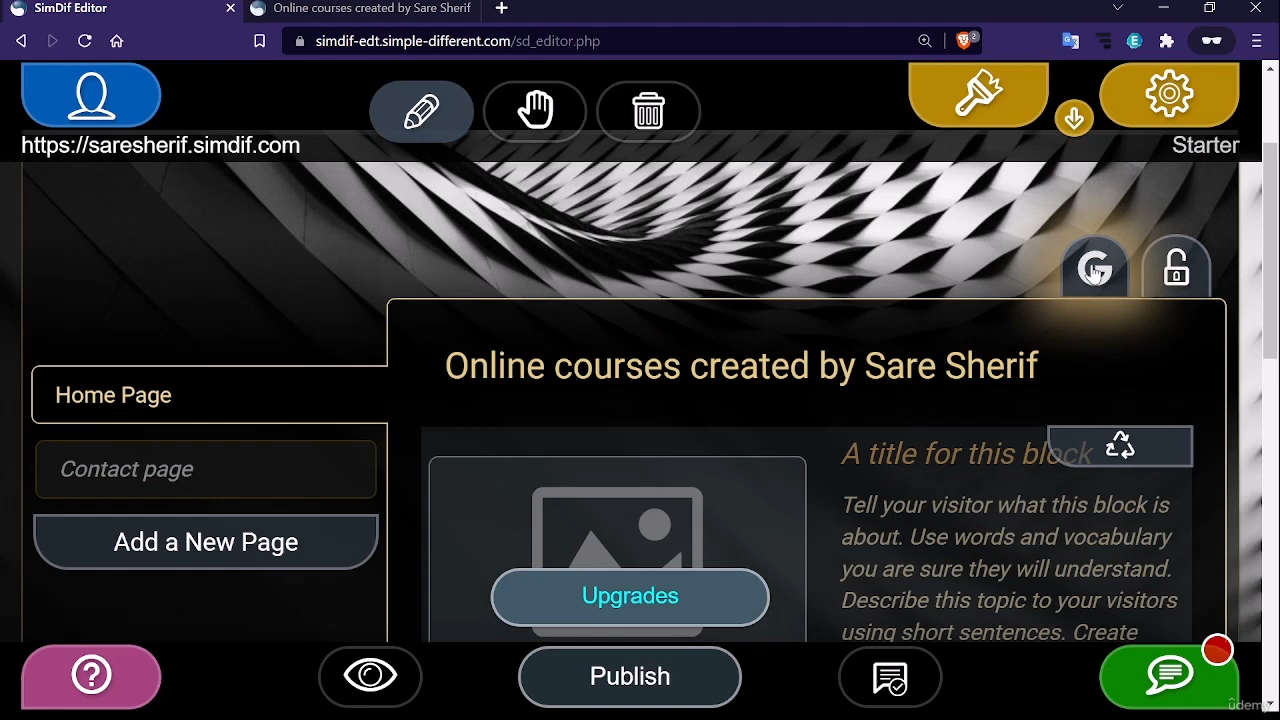 SimDif Editor
Online courses created by Sare Sherif
simdif-edt.simple-different.com/sd_editor.php
2
E
https://saresherif.simdif.com
Starter
G
Online courses created by Sare Sherif
Home Page
Contact page
Add a New Page
A title for this block
Tell your visitor what this block is
about. Use words and vocabulary
you are sure they will understand.
Describe this topic to your visitors
using short sentences. Create
Upgrades
Publish
ûdemy